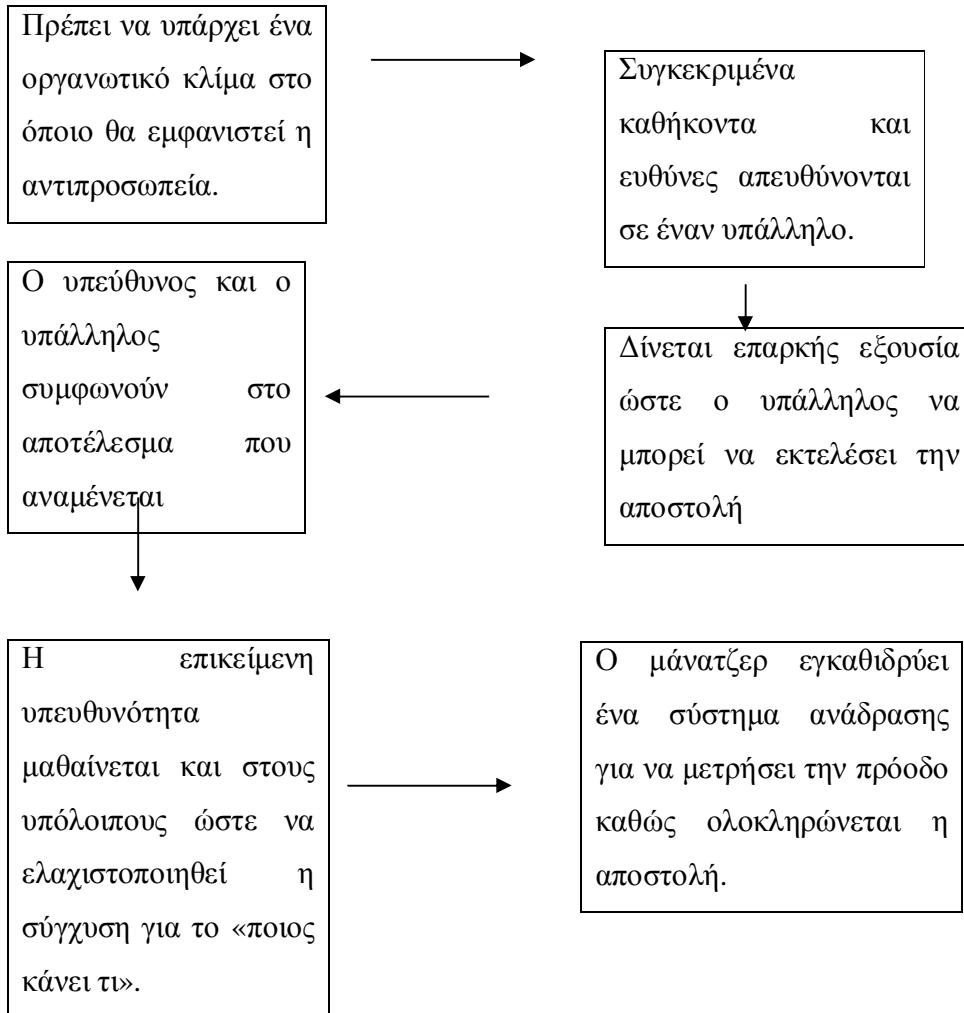 Πρέπει να υπάρχει ένα
οργανωτικό κλίμα στο
όποιο θα εμφανιστεί η
αντιπροσωπεία.
Συγκεκριμένα
καθήκοντα και
ευθύνες απευθύνονται
σε έναν υπάλληλο.
Δίνεται επαρκής εξουσία
ώστε ο υπάλληλος να
μπορεί να εκτελέσει την
αποστολή
Ο υπεύθυνος και ο
υπάλληλος
συμφωνούν στο
αποτέλεσμα που
αναμένεται
Η επικείμενη
υπευθυνότητα
μαθαίνεται και στους
υπόλοιπους ώστε να
ελαχιστοποιηθεί η
σύγχυση για το «ποιος
κάνει τι».
Ο μάνατζερ εγκαθιδρύει
ένα σύστημα ανάδρασης
για να μετρήσει την πρόοδο
καθώς ολοκληρώνεται η
αποστολή.